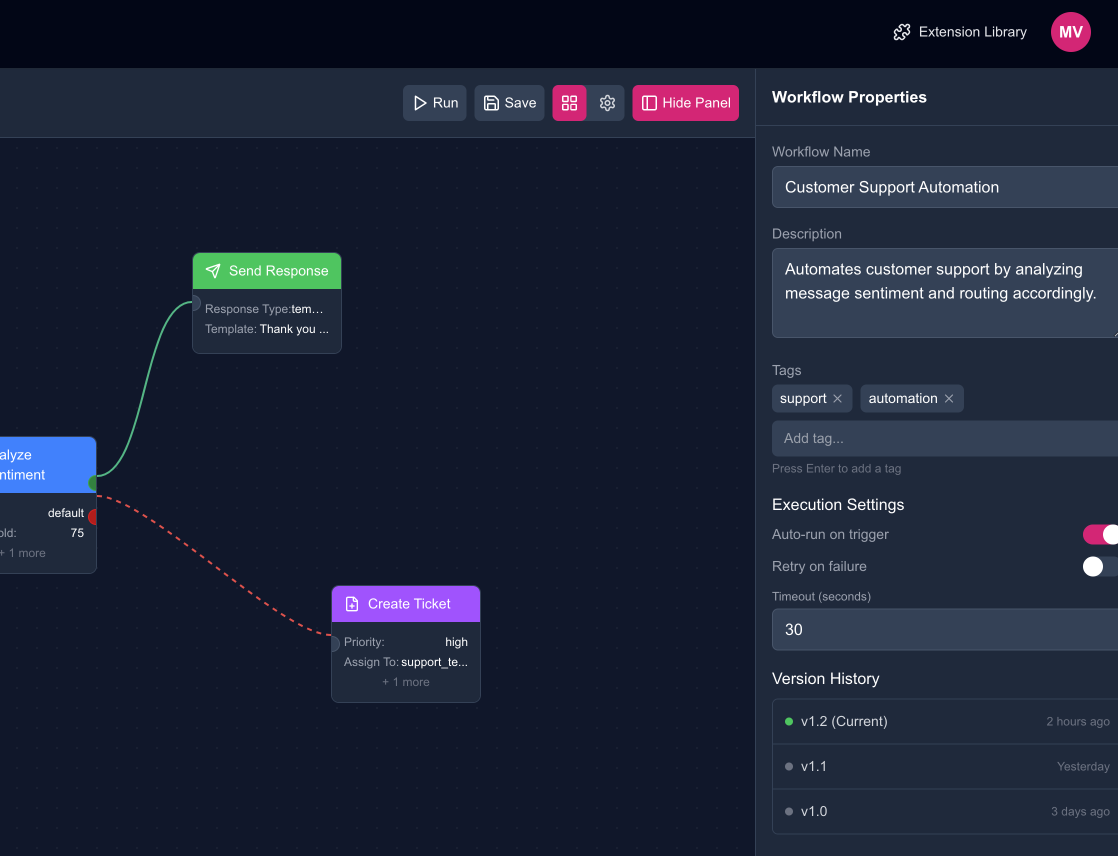 Extension Library
MV
Run
Save
Hide Panel
Workflow Properties
Workflow Name
Customer Support Automation
Description
Automates customer support by analyzing
message sentiment and routing accordingly.
Tags
support
automation
Add tag...
Press Enter to add a tag
Execution Settings
Auto-run on trigger
Retry on failure
Timeout (seconds)
30
Version History
v1.2 (Current) 2 hours ago
v1.1 Yesterday
v1.0 3 days ago
Send Response
Response Type:tem…
Template: Thank you ...
alyze
ntiment
default
old: 75
+ 1 more
Create Ticket
Priority: high
Assign To: support_te...
+ 1 more